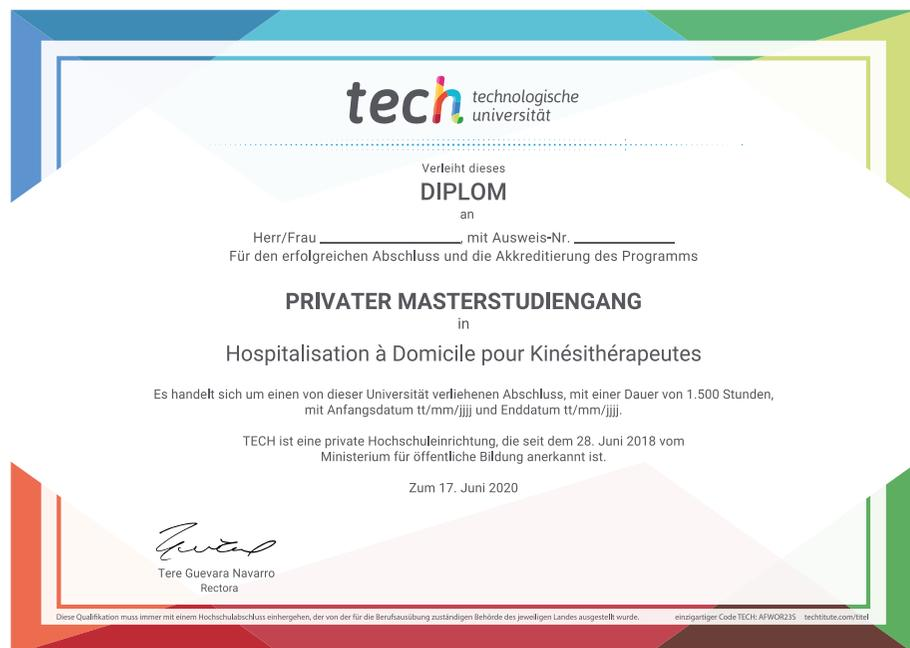 tech technologische
universität
Verleiht dieses
DIPLOM
an
Herr/Frau ____________, mit Ausweis-Nr. ____________
Für den erfolgreichen Abschluss und die Akkreditierung des Programms
PRIVATER MASTERSTUDIENGANG
in
Hospitalisation à Domicile pour Kinésithérapeutes
Es handelt sich um einen von dieser Universität verliehenen Abschluss, mit einer Dauer von 1.500 Stunden,
mit Anfangsdatum tt/mm/jjjj und Enddatum tt/mm/jjjj.
TECH ist eine private Hochschuleinrichtung, die seit dem 28. Juni 2018 vom
Ministerium für öffentliche Bildung anerkannt ist.
Zum 17. Juni 2020
Tere Guevara Navarro
Rectora
Diese Qualifikation muss immer mit einem Hochschulabschluss einhergehen, der von der für die Berufsausübung zuständigen Behörde des jeweiligen Landes ausgestellt wurde. einzigartiger Code TECH: AFWOR23S techtitute.com/titel